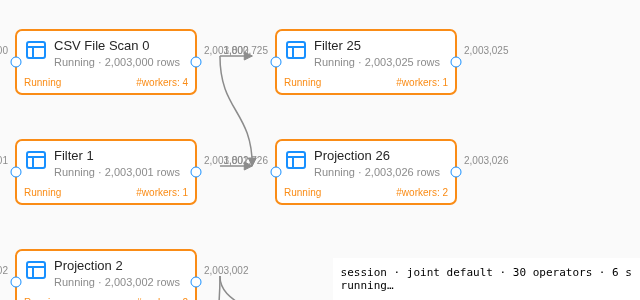 CSV File Scan 0
Running · 2,003,000 rows
Running #workers: 4
Filter 25
Running · 2,003,025 rows
Running #workers: 1
2,003,025
Filter 1
Running · 2,003,001 rows
Running #workers: 1
Projection 26
Running · 2,003,026 rows
Running #workers: 2
2,003,026
Projection 2
Running · 2,003,002 rows
2,003,002
session · joint default · 30 operators · 6 s
running…